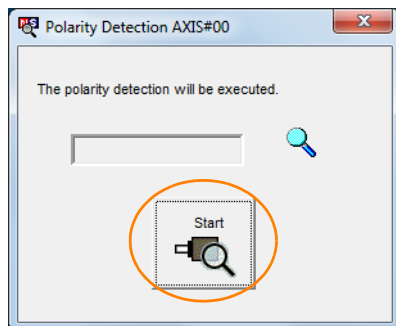 Polarity Detection AXIS#00
The polarity detection will be executed.
Start